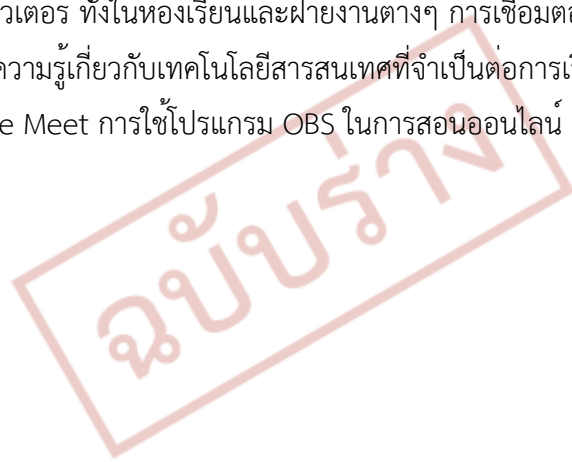 วเตอร์ ทั้งในห้องเรียนและฝ่ายงานต่างๆ การเชื่อมต่อ
ความรู้เกี่ยวกับเทคโนโลยีสารสนเทศที่จำเป็นต่อการเ
e Meet การใช้โปรแกรม OBS ในการสอนออนไลน์
ฉบับร่าง